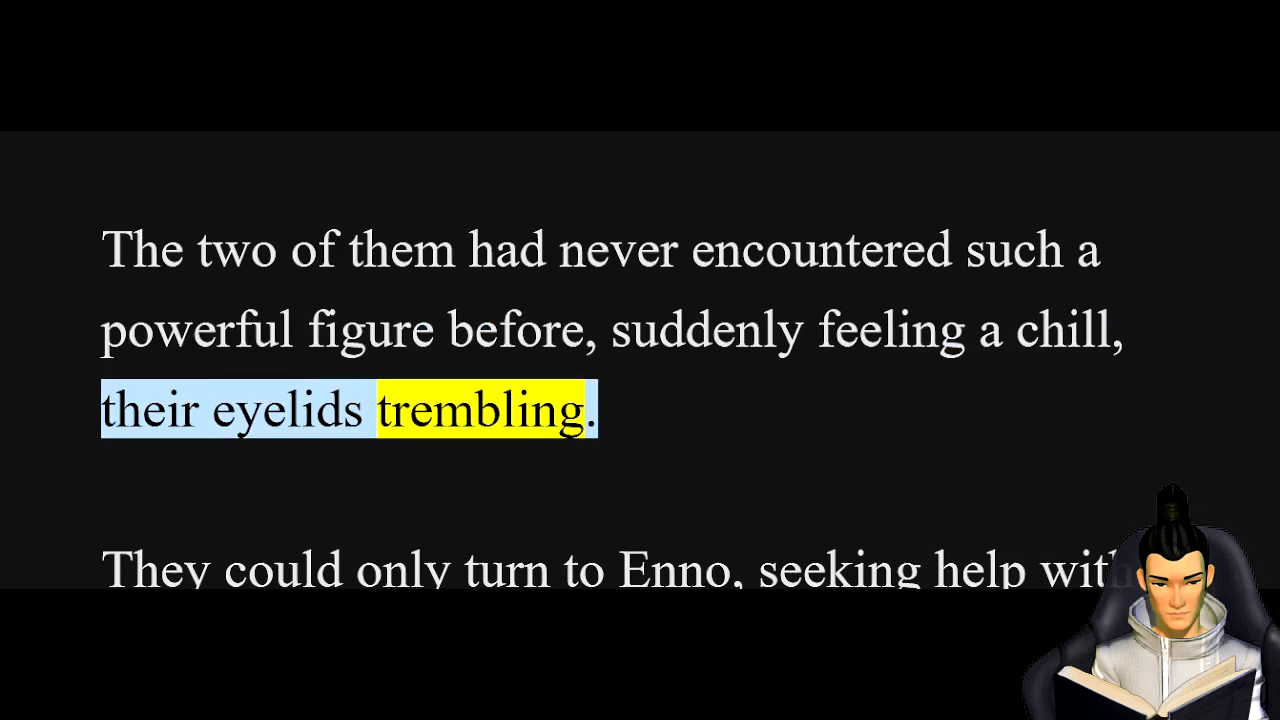 The two of them had never encountered such a
powerful figure before, suddenly feeling a chill,
their eyelids trembling.
They could only turn to Enno, seeking help with